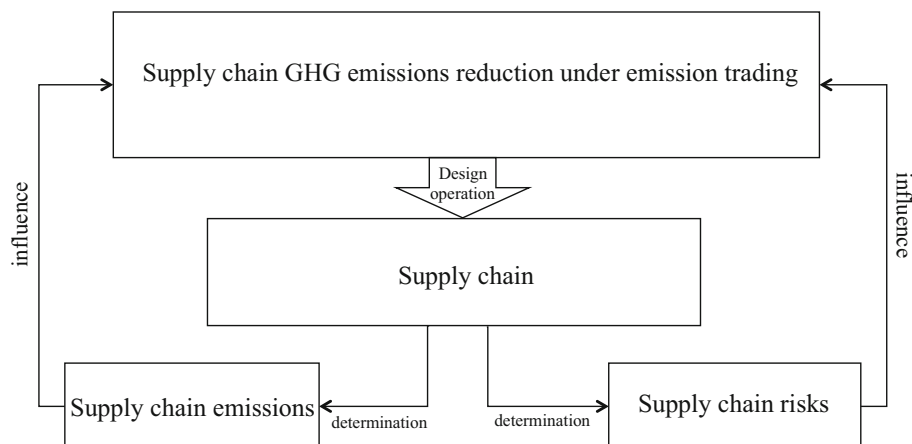 Supply chain GHG emissions reduction under emission trading
Design
operation
influence
influence
Supply chain
Supply chain emissions
determination
determination
Supply chain risks